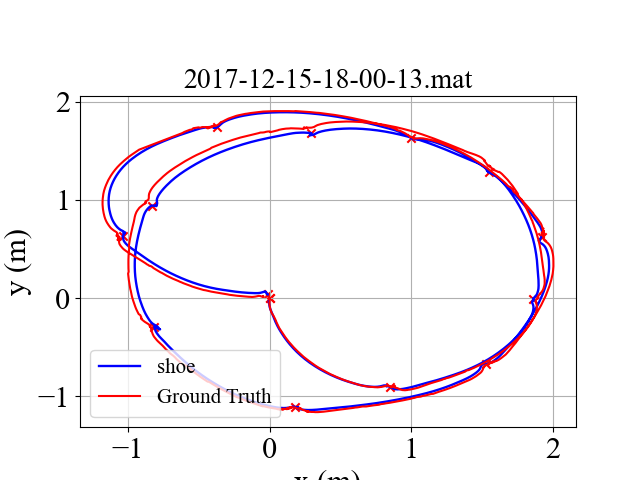 2017-12-15-18-00-13.mat
2
1
0
−1
y (m)
shoe
Ground Truth
−1 0 1 2
x (m)